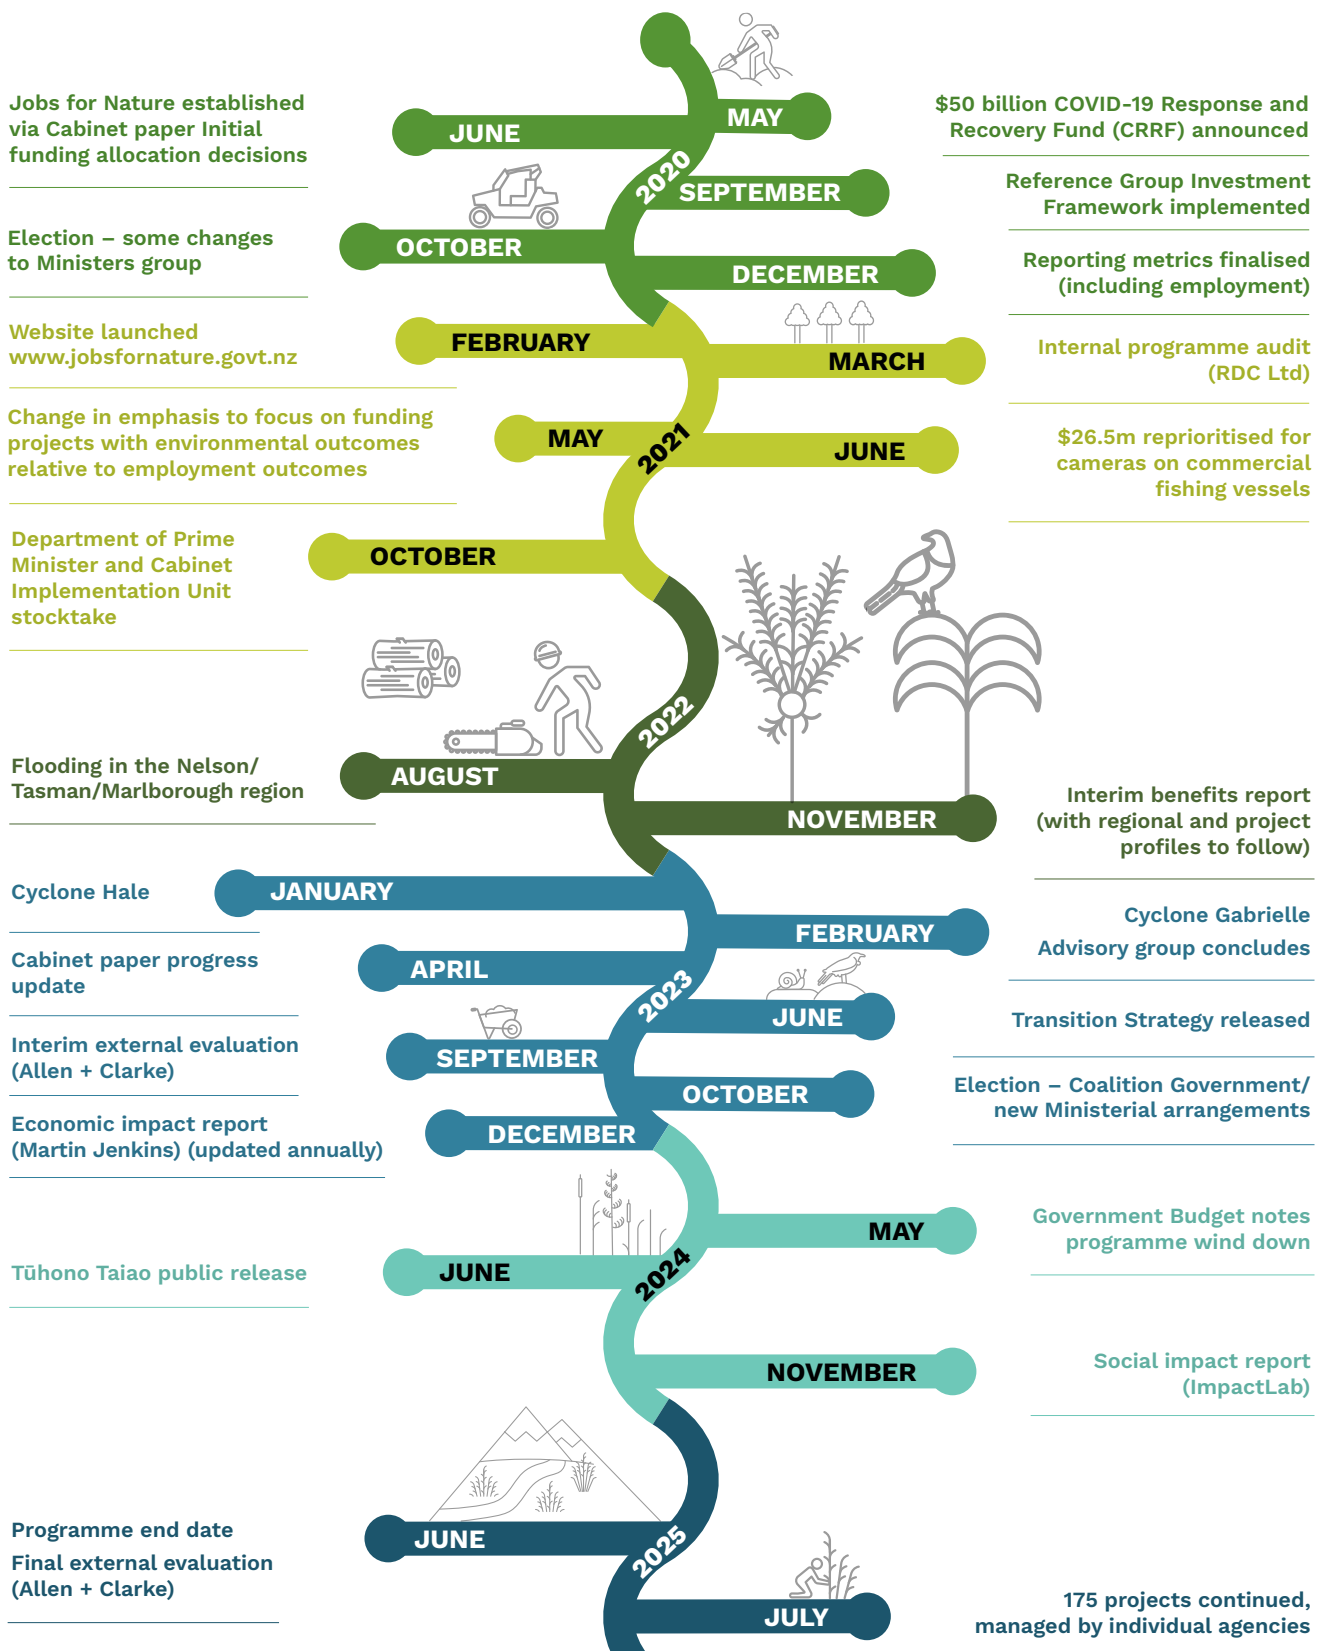 MAY
$50 billion COVID-19 Response and
Recovery Fund (CRRF) announced
Jobs for Nature established
via Cabinet paper Initial
funding allocation decisions
JUNE
2020
SEPTEMBER
Reference Group Investment
Framework implemented
Election – some changes
to Ministers group
OCTOBER
DECEMBER
Reporting metrics finalised
(including employment)
Website launched
www.jobsfornature.govt.nz
FEBRUARY
MARCH
Internal programme audit
(RDC Ltd)
Change in emphasis to focus on funding
projects with environmental outcomes
relative to employment outcomes
MAY
2021
JUNE
$26.5m reprioritised for
cameras on commercial
fishing vessels
Department of Prime
Minister and Cabinet
Implementation Unit
stocktake
OCTOBER
2022
Flooding in the Nelson/
Tasman/Marlborough region
AUGUST
NOVEMBER
Interim benefits report
(with regional and project
profiles to follow)
Cyclone Hale
JANUARY
FEBRUARY
Cyclone Gabrielle
Advisory group concludes
Cabinet paper progress
update
APRIL
2023
JUNE
Transition Strategy released
Interim external evaluation
(Allen + Clarke)
SEPTEMBER
OCTOBER
Election – Coalition Government/
new Ministerial arrangements
Economic impact report
(Martin Jenkins) (updated annually)
DECEMBER
MAY
Government Budget notes
programme wind down
Tūhono Taiao public release
JUNE
2024
NOVEMBER
Social impact report
(ImpactLab)
Programme end date
Final external evaluation
(Allen + Clarke)
JUNE
2025
JULY
175 projects continued,
managed by individual agencies